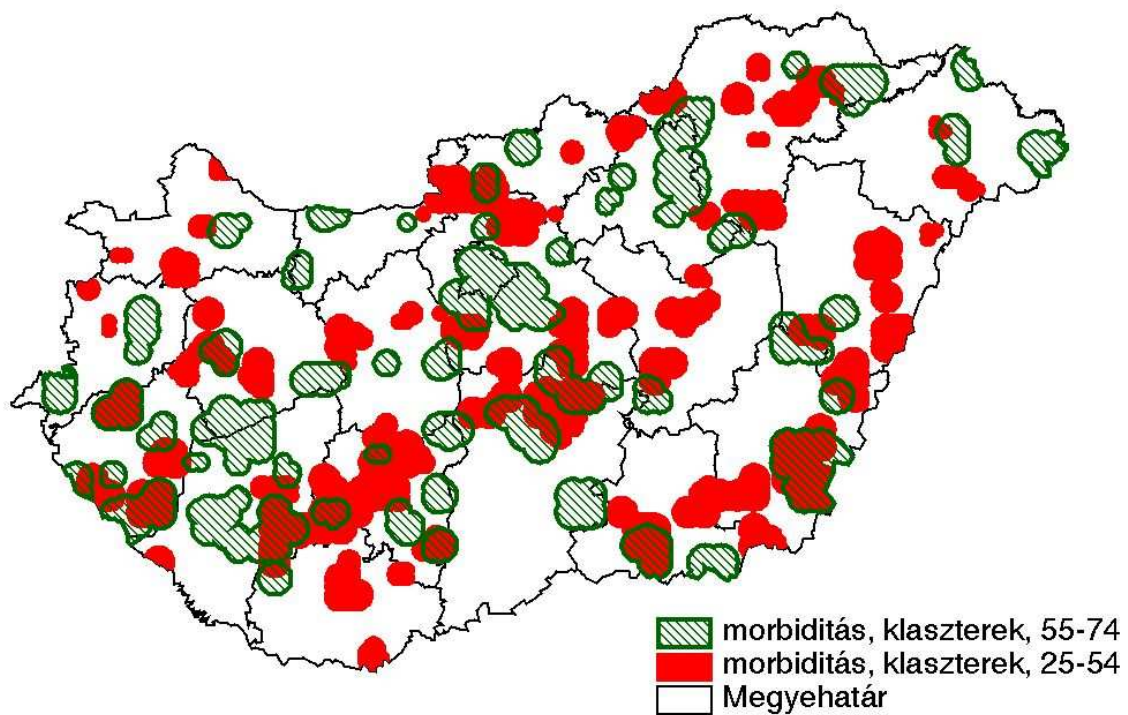 morbiditás, klaszterek, 55-74
morbiditás, klaszterek, 25-54
Megyehatár